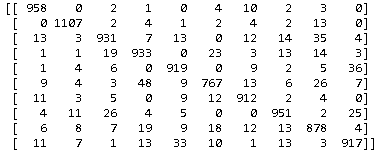 [[ 958 0 2 1 0 4 10 2 3 0]
[ 0 1107 2 4 1 2 4 2 13 0]
[ 13 3 931 7 13 0 12 14 35 4]
[ 1 1 19 933 0 23 3 13 14 3]
[ 1 4 6 0 919 0 9 2 5 36]
[ 9 4 3 48 9 767 13 6 26 7]
[ 11 3 5 0 9 12 912 2 4 0]
[ 4 11 26 4 5 0 0 951 2 25]
[ 6 8 7 19 9 18 12 13 878 4]
[ 11 7 1 13 33 10 1 13 3 917]]